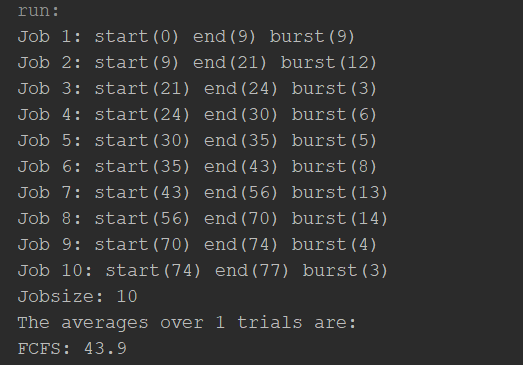 run:
Job 1: start(0) end(9) burst(9)
Job 2: start(9) end(21) burst(12)
Job 3: start(21) end(24) burst(3)
Job 4: start(24) end(30) burst(6)
Job 5: start(30) end(35) burst(5)
Job 6: start(35) end(43) burst(8)
Job 7: start(43) end(56) burst(13)
Job 8: start(56) end(70) burst(14)
Job 9: start(70) end(74) burst(4)
Job 10: start(74) end(77) burst(3)
Jobsize: 10
The averages over 1 trials are:
FCFS: 43.9